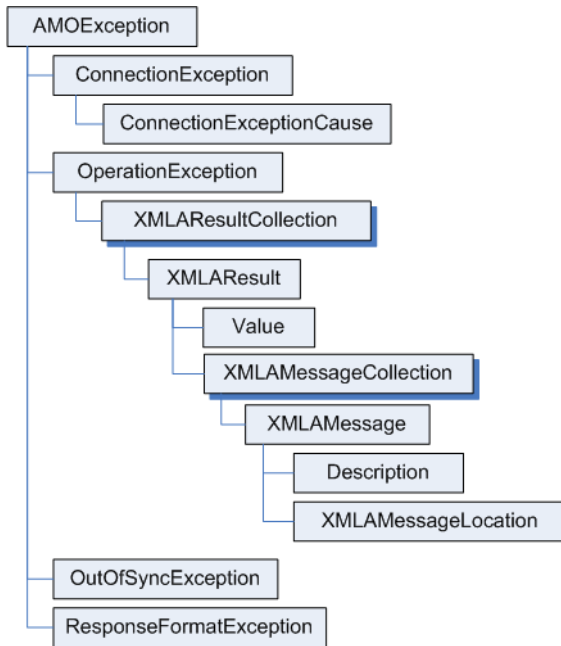 AMOException
ConnectionException
ConnectionExceptionCause
OperationException
XMLAResultCollection
XMLAResult
Value
XMLAMessageCollection
XMLAMessage
Description
XMLAMessageLocation
OutOfSyncException
ResponseFormatException